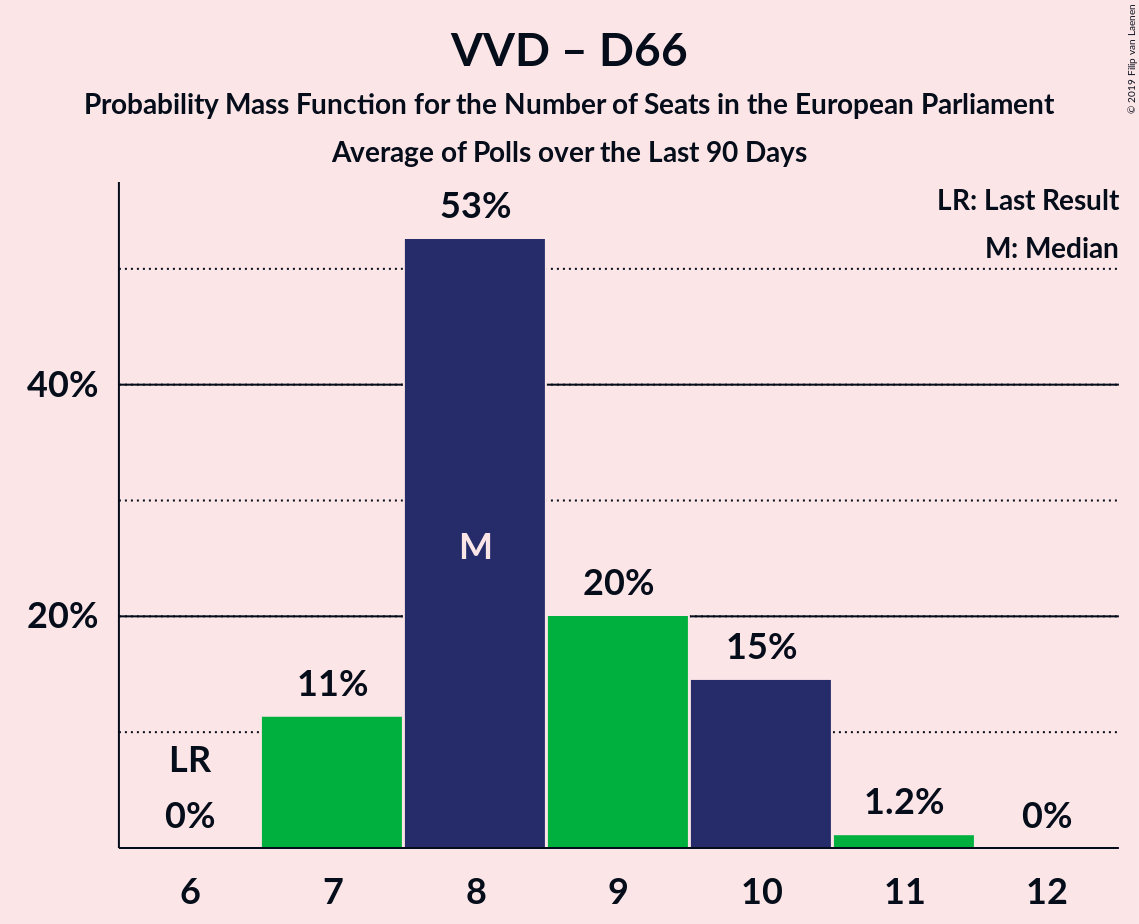 VVD – D66
Probability Mass Function for the Number of Seats in the European Parliament
Average of Polls over the Last 90 Days
© 2019 Filip van Laenen
LR: Last Result
M: Median
53%
40%
M
20%
20%
15%
11%
LR
0%
1.2%
0%
6 7 8 9 10 11 12